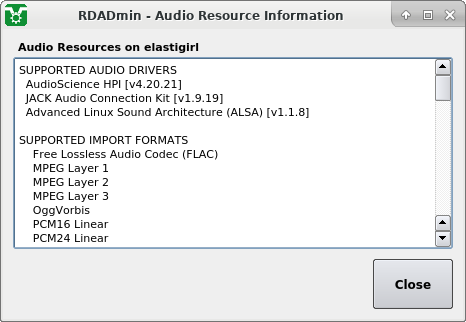 RDAdmin - Audio Resource Information
Audio Resources on elastigirl
SUPPORTED AUDIO DRIVERS
AudioScience HPI [v4.20.21]
JACK Audio Connection Kit [v1.9.19]
Advanced Linux Sound Architecture (ALSA) [v1.1.8]
SUPPORTED IMPORT FORMATS
Free Lossless Audio Codec (FLAC)
MPEG Layer 1
MPEG Layer 2
MPEG Layer 3
OggVorbis
PCM16 Linear
PCM24 Linear
Close